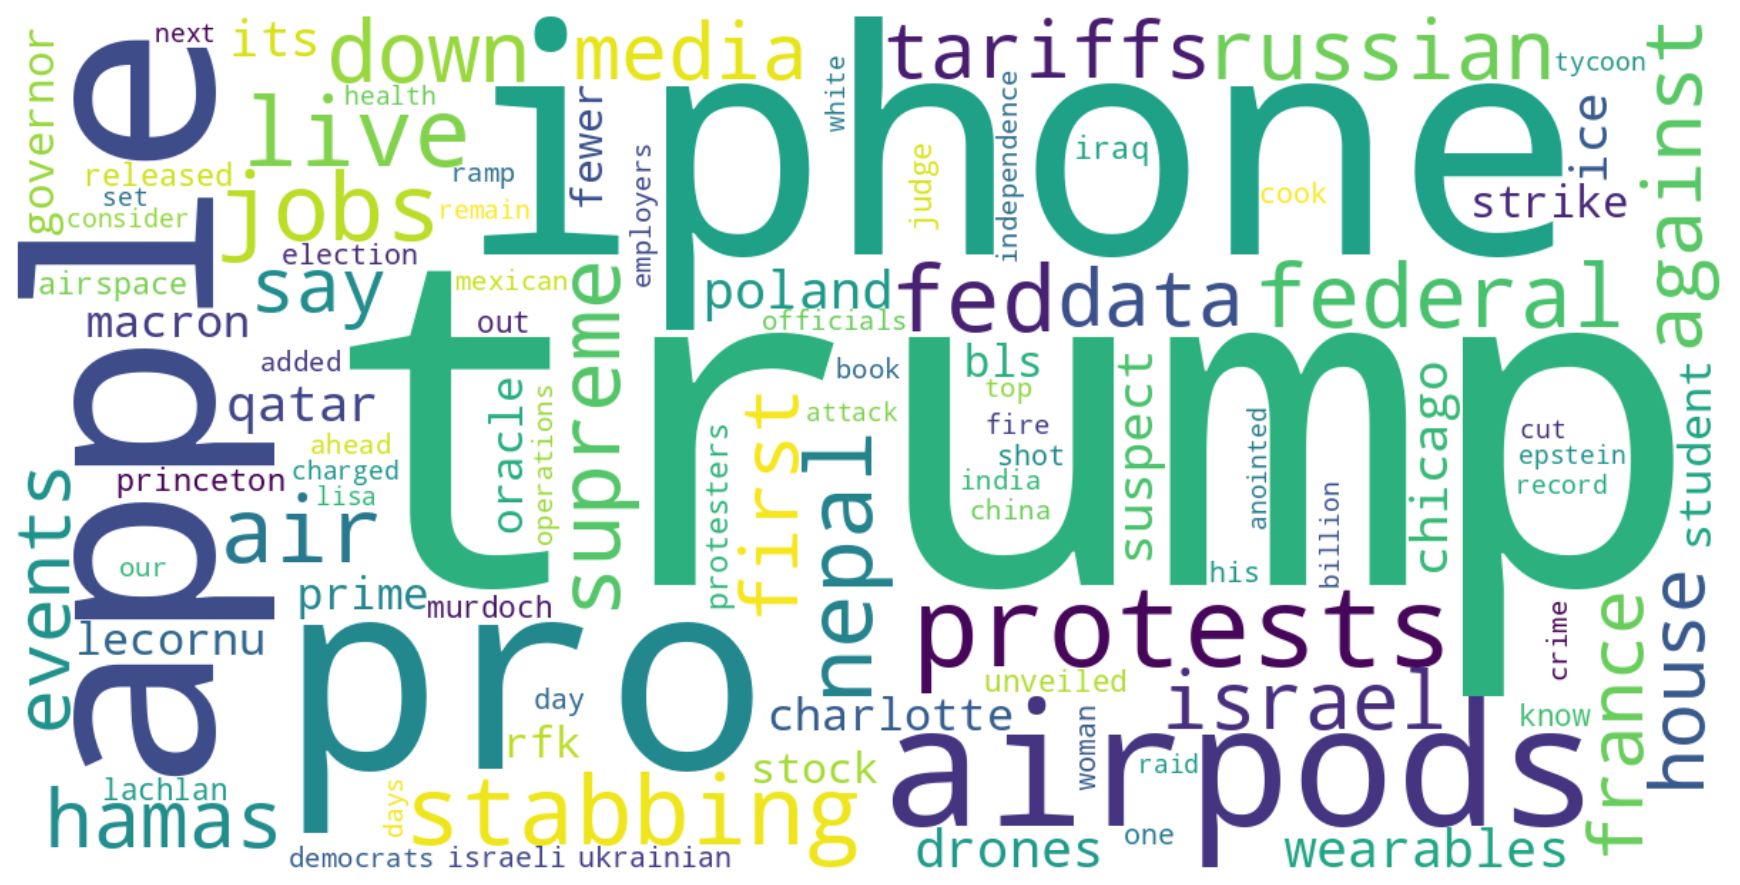 next
its
down
media
tariffs
russian
tycoon
governor
apple
iphone
health
live
fewer
white
independence
ice
against
released
set
consider
jobs
ramp
remain
employers
judge
iraq
cook
strike
election
airspace
say
mexican
supreme
poland
fed
data
federal
macron
out
officials
added
trump
qatar
oracle
operations
book
bls
top
suspect
chicago
student
ahead
attack
fire
shot
cut
epstein
record
princeton
charged
lisa
protesters
first
nepal
india
china
anointed
billion
events
air
our
prime
murdoch
his
lecornu
pro
protests
crime
france
house
unveiled
israel
day
charlotte
woman
know
rfk
stock
raid
airpods
lachlan
hamas
days
stabbing
drones
one
wearables
democrats
israeli
ukrainian